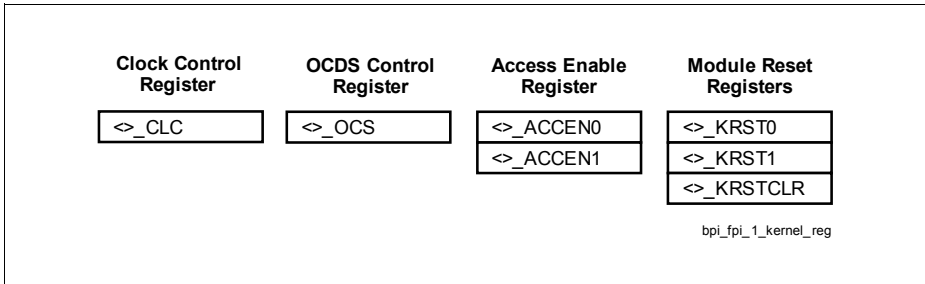 Clock Control
Register
<>_CLC
OCDS Control
Register
<>_OCS
Access Enable
Register
<>_ACCEN0
<>_ACCEN1
Module Reset
Registers
<>_KRST0
<>_KRST1
<>_KRSTCLR
bpi_fpi_1_kernel_reg